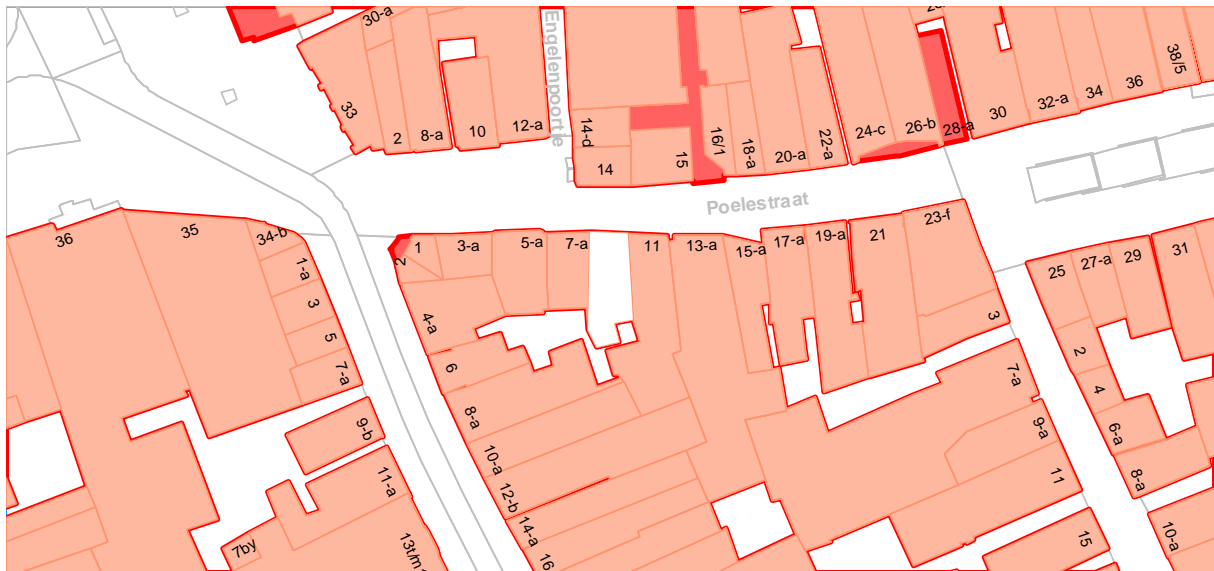 30-a
33
2
8-a
10
12-a
Engelenpoortje
14-d
14
15
16/1
18-a
20-a
22-a
24-c
26-b
28-a
30
32-a
34
36
38/5
Poelestraat
36
35
34-b
1-a
3
5
7-a
9-b
11-a
7by
2
1
3-a
5-a
7-a
11
13-a
15-a
17-a
19-a
21
23-f
3
4-a
6
8-a
10-a
12-b
14-a
16
7-a
9-a
11
15
25
27-a
29
31
2
4
6-a
8-a
10-a